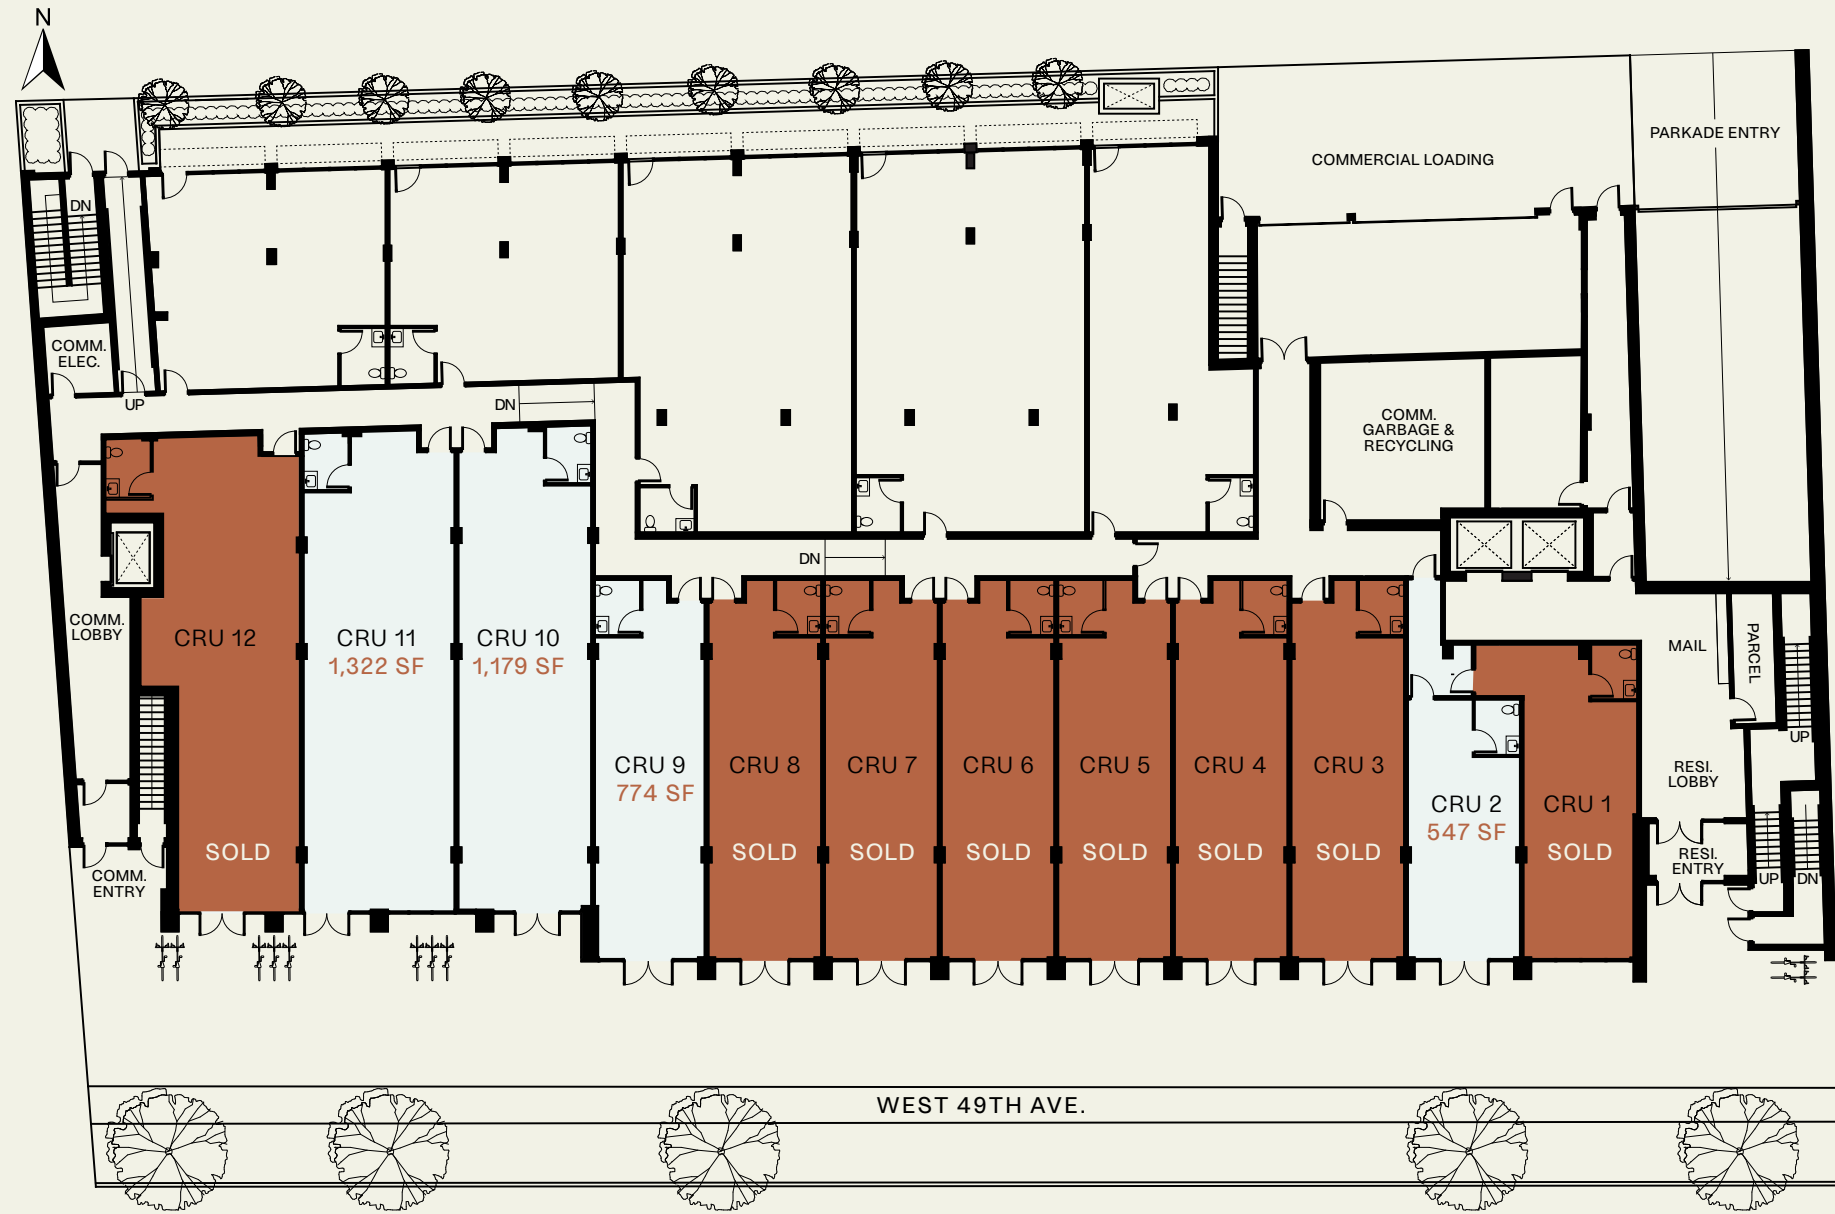 N
PARKADE ENTRY
COMMERCIAL LOADING
DN
COMM.
ELEC.
UP
DN
COMM.
GARBAGE &
RECYCLING
DN
COMM.
LOBBY
CRU 12
SOLD
CRU 11
1,322 SF
CRU 10
1,179 SF
CRU 9
774 SF
CRU 8
SOLD
CRU 7
SOLD
CRU 6
SOLD
CRU 5
SOLD
CRU 4
SOLD
CRU 3
SOLD
CRU 2
547 SF
CRU 1
SOLD
MAIL
PARCEL
UP
RESI.
LOBBY
RESI.
ENTRY
UP
DN
COMM.
ENTRY
WEST 49TH AVE.